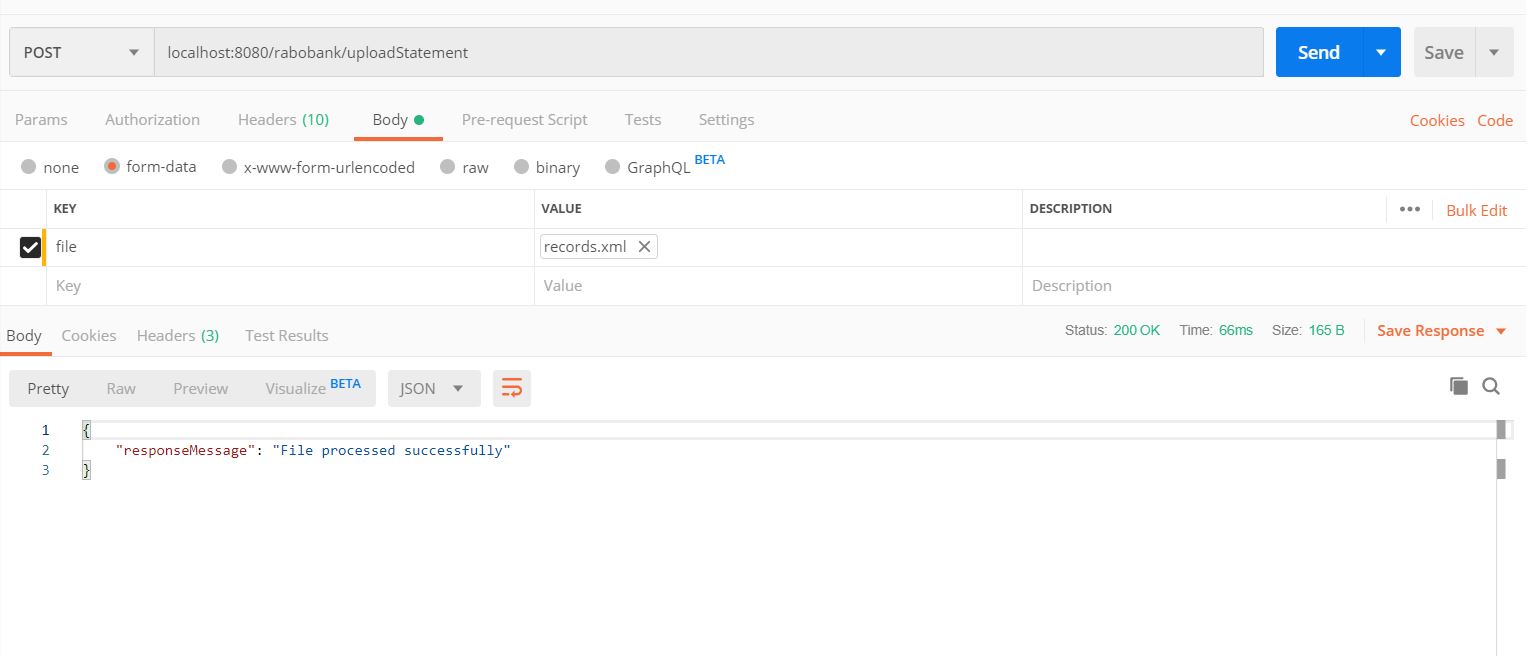 POST localhost:8080/rabobank/uploadStatement Send Save
Params Authorization Headers (10) Body Pre-request Script Tests Settings Cookies Code
none form-data x-www-form-urlencoded raw binary GraphQL BETA
KEY VALUE DESCRIPTION ••• Bulk Edit
file records.xml
Key Value Description
Body Cookies Headers (3) Test Results Status: 200 OK Time: 66ms Size: 165 B Save Response
Pretty Raw Preview Visualize BETA JSON
1 {
2 "responseMessage": "File processed successfully"
3 }